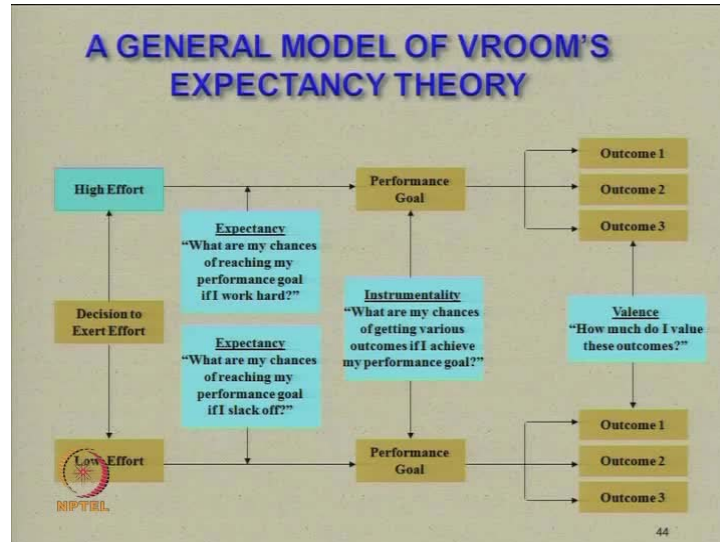 A GENERAL MODEL OF VROOM'S
EXPECTANCY THEORY
High Effort
Performance
Goal
Outcome 1
Outcome 2
Outcome 3
Expectancy
“What are my chances
of reaching my
performance goal
if I work hard?”
Decision to
Exert Effort
Expectancy
“What are my chances
of reaching my
performance goal
if I slack off?”
Instrumentality
“What are my chances
of getting various
outcomes if I achieve
my performance goal?”
Valence
“How much do I value
these outcomes?”
Low Effort
Performance
Goal
Outcome 1
Outcome 2
Outcome 3
NPTEL
44